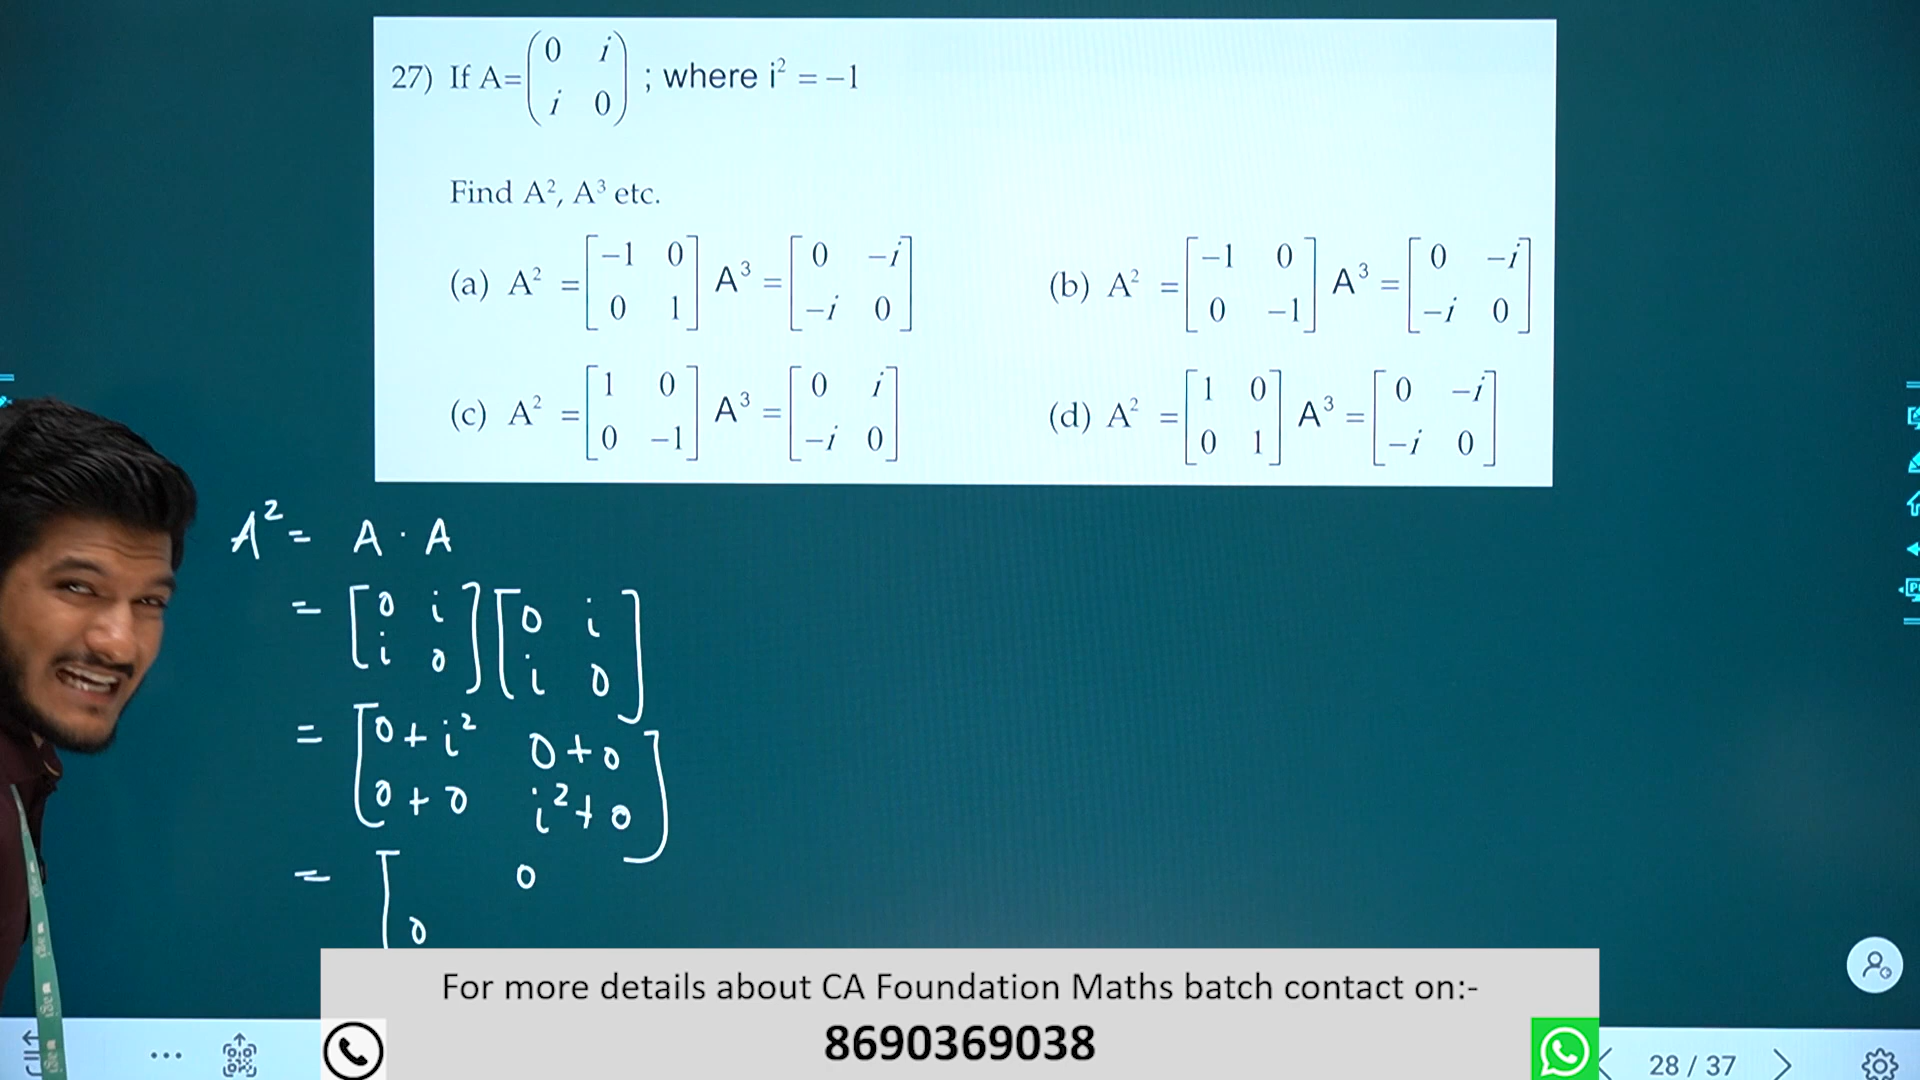 27) If A= ( 0 i ; i 0 ) ; where i² = −1
Find A², A³ etc.
(a) A² = [ −1 0 ; 0 1 ] A³ = [ 0 −i ; −i 0 ]
(b) A² = [ −1 0 ; 0 −1 ] A³ = [ 0 −i ; −i 0 ]
(c) A² = [ 1 0 ; 0 −1 ] A³ = [ 0 i ; −i 0 ]
(d) A² = [ 1 0 ; 0 1 ] A³ = [ 0 −i ; −i 0 ]
A² = A · A
= [ 0 i ; i 0 ] [ 0 i ; i 0 ]
= [ 0 + i² 0 + 0 ; 0 + 0 i² + 0 ]
= [ 0
0
For more details about CA Foundation Maths batch contact on:-
8690369038
28 / 37